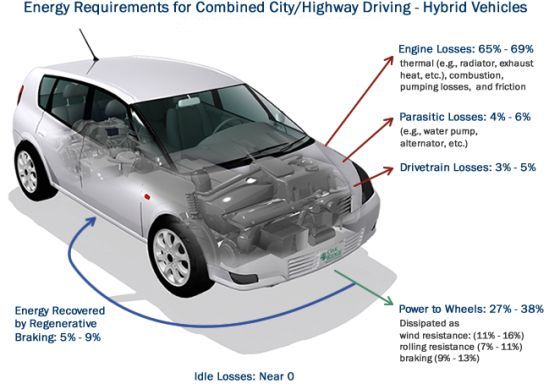 Energy Requirements for Combined City/Highway Driving - Hybrid Vehicles
Engine Losses: 65% - 69%
thermal (e.g., radiator, exhaust
heat, etc.), combustion,
pumping losses, and friction
Parasitic Losses: 4% - 6%
(e.g., water pump,
alternator, etc.)
Drivetrain Losses: 3% - 5%
Power to Wheels: 27% - 38%
Dissipated as
wind resistance: (11% - 16%)
rolling resistance (7% - 11%)
braking (9% - 13%)
Energy Recovered
by Regenerative
Braking: 5% - 9%
Idle Losses: Near 0